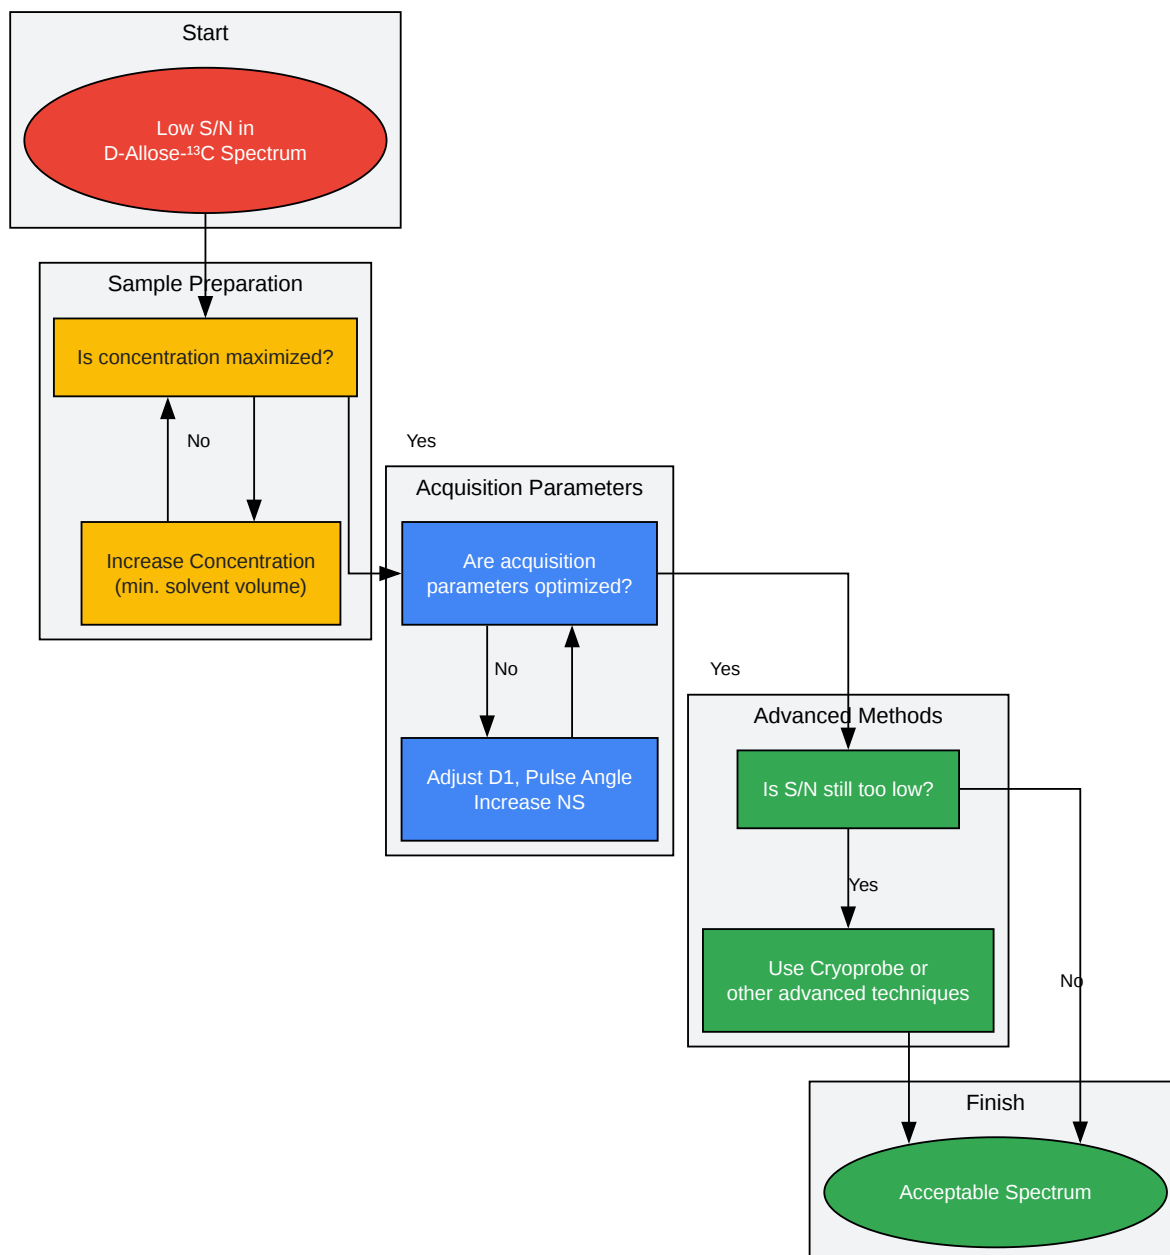 Start
Low S/N in
D-Allose-¹³C Spectrum
Sample Preparation
Is concentration maximized?
No
Yes
Increase Concentration
(min. solvent volume)
Acquisition Parameters
Are acquisition
parameters optimized?
No
Yes
Adjust D1, Pulse Angle
Increase NS
Advanced Methods
Is S/N still too low?
Yes
No
Use Cryoprobe or
other advanced techniques
Finish
Acceptable Spectrum